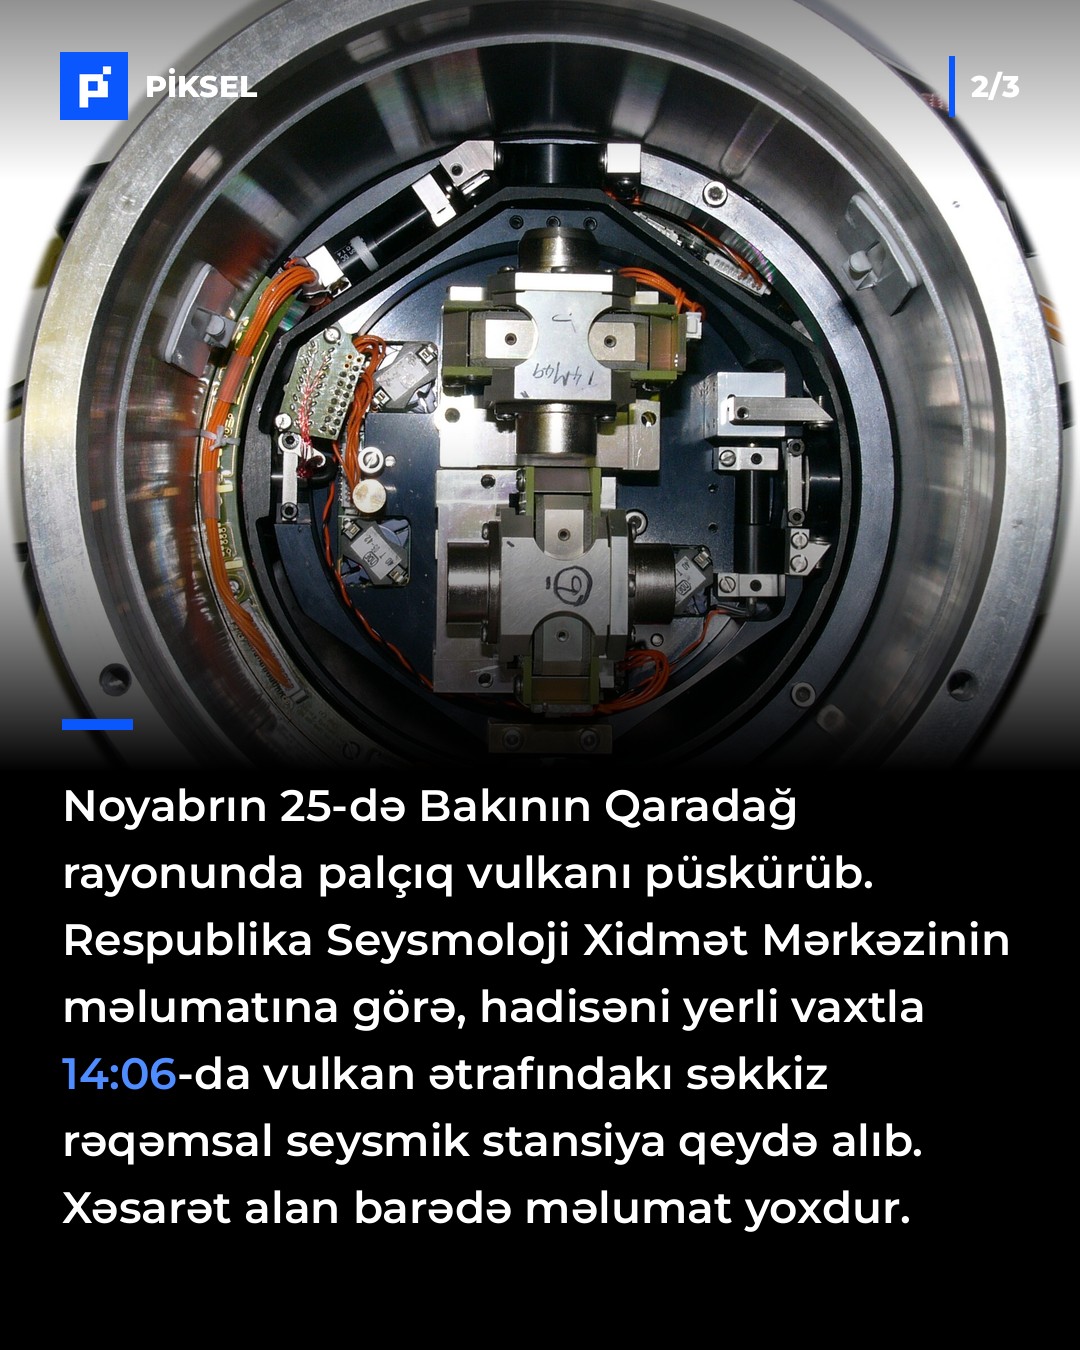 PİKSEL
2/3
14M49
Noyabrın 25-də Bakının Qaradağ
rayonunda palçıq vulkanı püskürüb.
Respublika Seysmoloji Xidmət Mərkəzinin
məlumatına görə, hadisəni yerli vaxtla
14:06-da vulkan ətrafındakı səkkiz
rəqəmsal seysmik stansiya qeydə alıb.
Xəsarət alan barədə məlumat yoxdur.